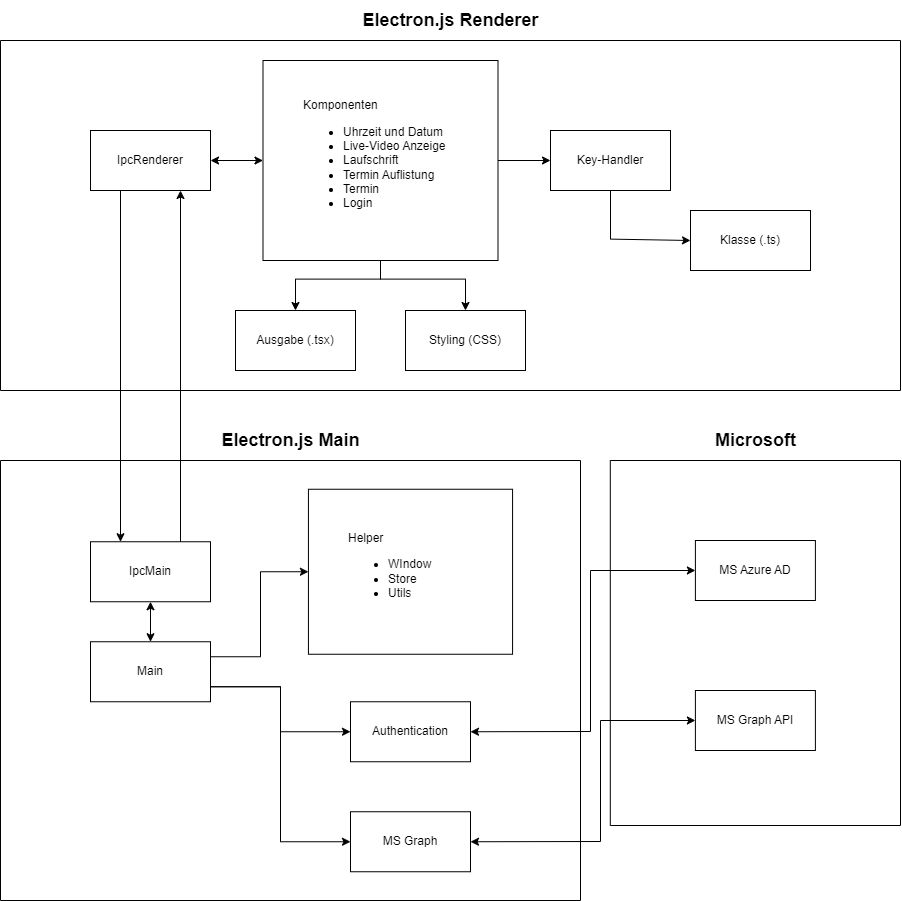 Electron.js Renderer
Komponenten
Uhrzeit und Datum
Live-Video Anzeige
Laufschrift
Termin Auflistung
Termin
Login
IpcRenderer
Key-Handler
Klasse (.ts)
Ausgabe (.tsx)
Styling (CSS)
Electron.js Main
Helper
WIndow
Store
Utils
IpcMain
Main
Authentication
MS Graph
Microsoft
MS Azure AD
MS Graph API